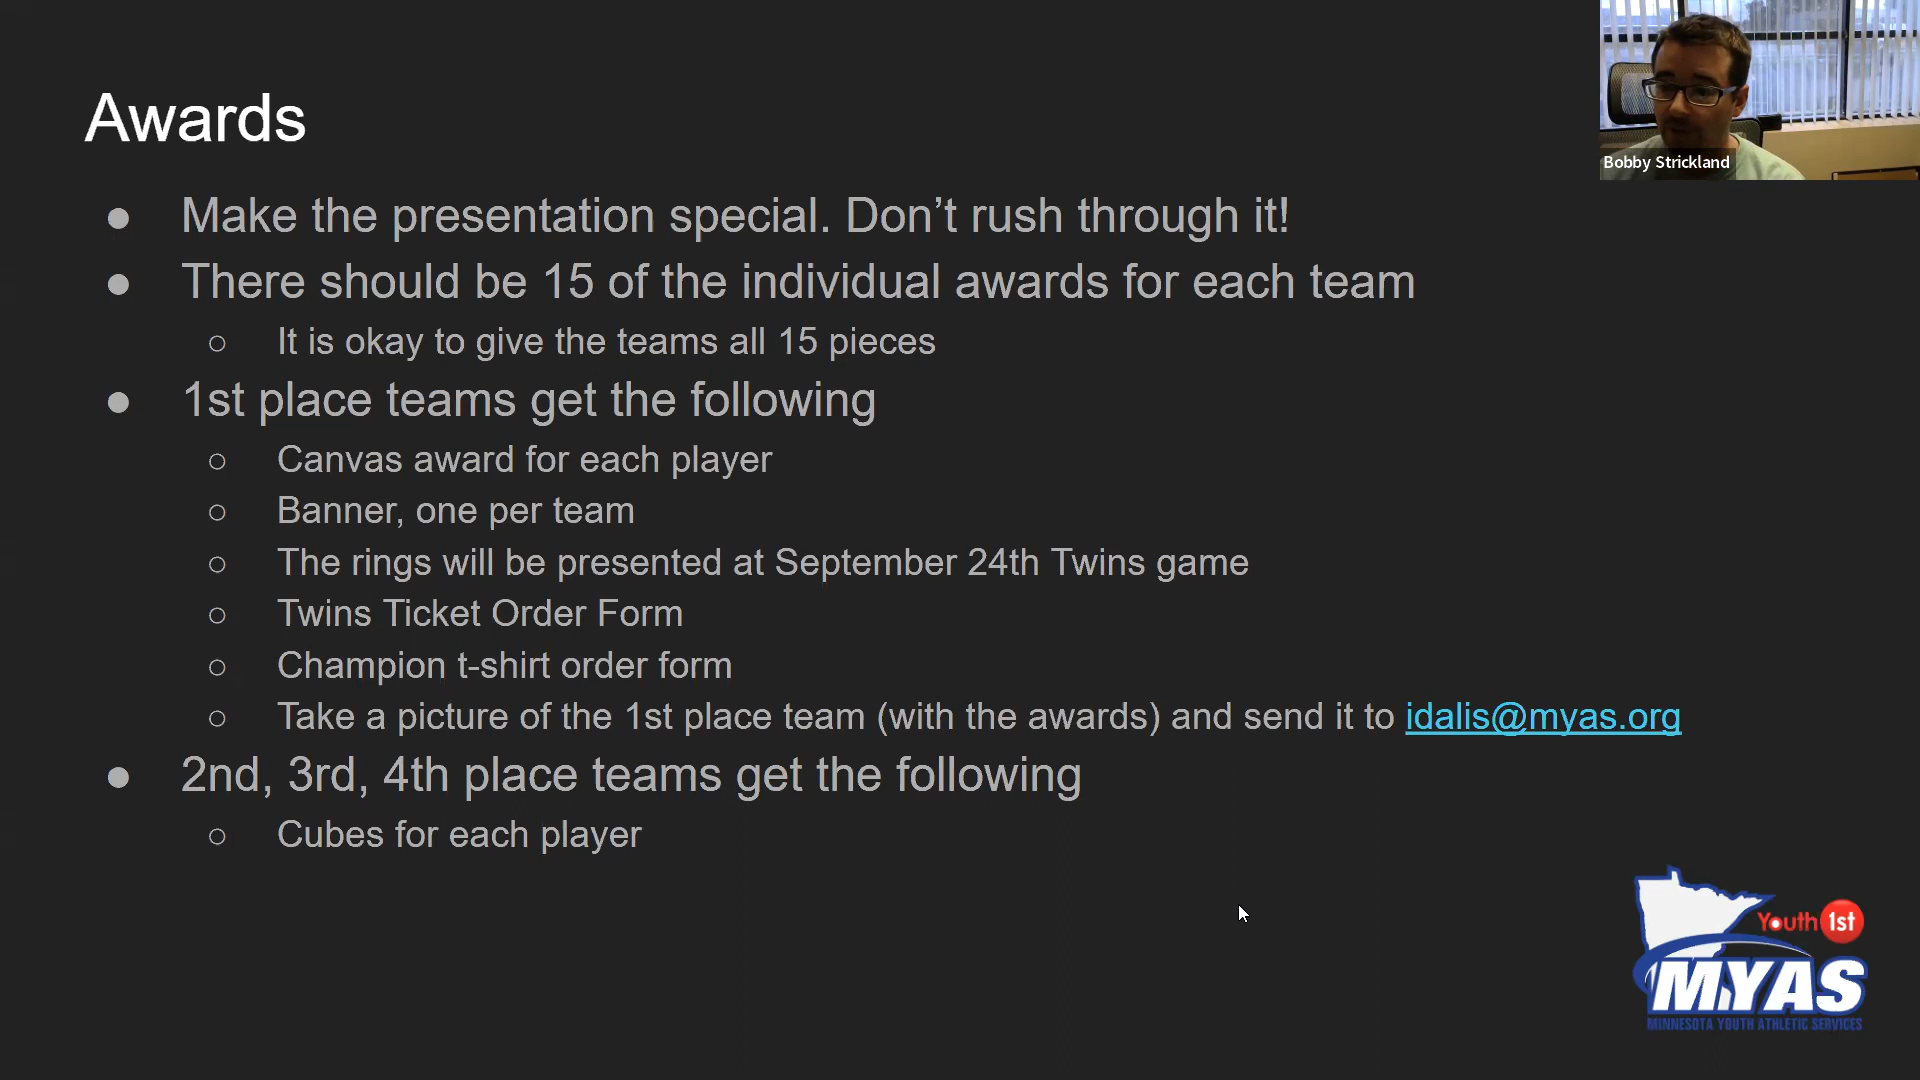 Awards
Bobby Strickland
● Make the presentation special. Don’t rush through it!
● There should be 15 of the individual awards for each team
○ It is okay to give the teams all 15 pieces
● 1st place teams get the following
○ Canvas award for each player
○ Banner, one per team
○ The rings will be presented at September 24th Twins game
○ Twins Ticket Order Form
○ Champion t-shirt order form
○ Take a picture of the 1st place team (with the awards) and send it to idalis@myas.org
● 2nd, 3rd, 4th place teams get the following
○ Cubes for each player
Youth 1st
MYAS
MINNESOTA YOUTH ATHLETIC SERVICES